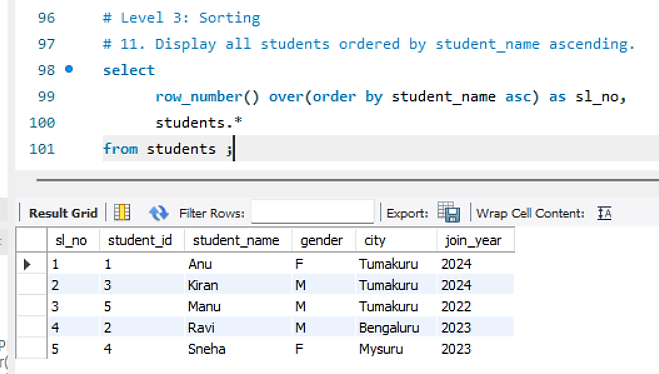 96 # Level 3: Sorting
97 # 11. Display all students ordered by student_name ascending.
98 select
99 row_number() over(order by student_name asc) as sl_no,
100 students.*
101 from students ;
Result Grid Filter Rows: Export: Wrap Cell Content: IA
sl_no student_id student_name gender city join_year
1 1 Anu F Tumakuru 2024
2 3 Kiran M Tumakuru 2024
3 5 Manu M Tumakuru 2022
4 2 Ravi M Bengaluru 2023
5 4 Sneha F Mysuru 2023